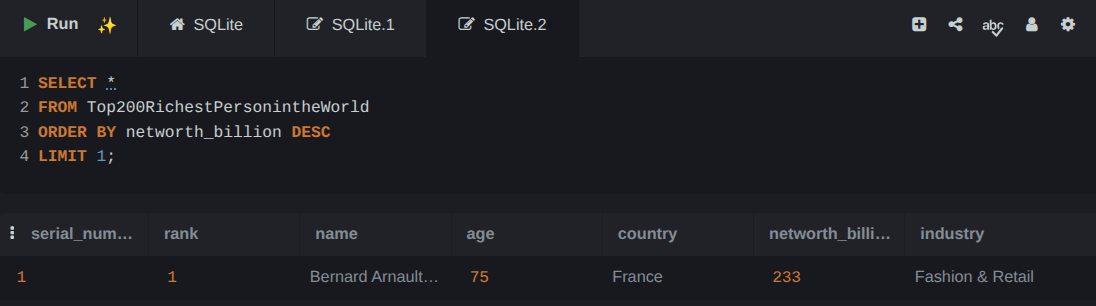 Run SQLite SQLite.1 SQLite.2 abc
1 SELECT *
2 FROM Top200RichestPersonintheWorld
3 ORDER BY networth_billion DESC
4 LIMIT 1;
serial_num... rank name age country networth_billi... industry
1 1 Bernard Arnault... 75 France 233 Fashion & Retail